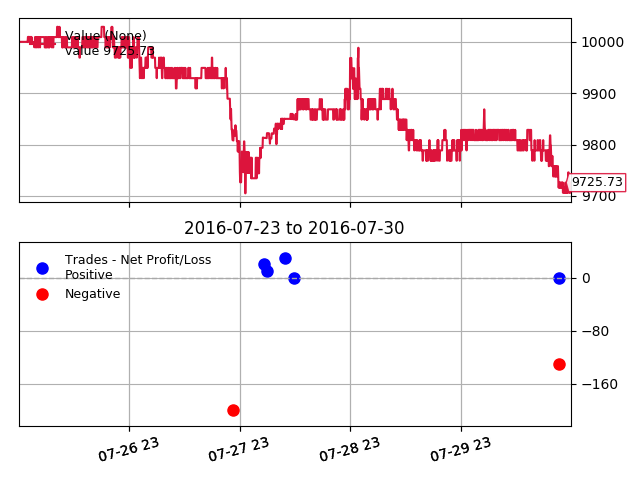 Value (None)
Value 9725.73
10000
9900
9800
9725.73
9700
2016-07-23 to 2016-07-30
Trades - Net Profit/Loss
Positive
Negative
0
−80
−160
07-26 23
07-27 23
07-28 23
07-29 23